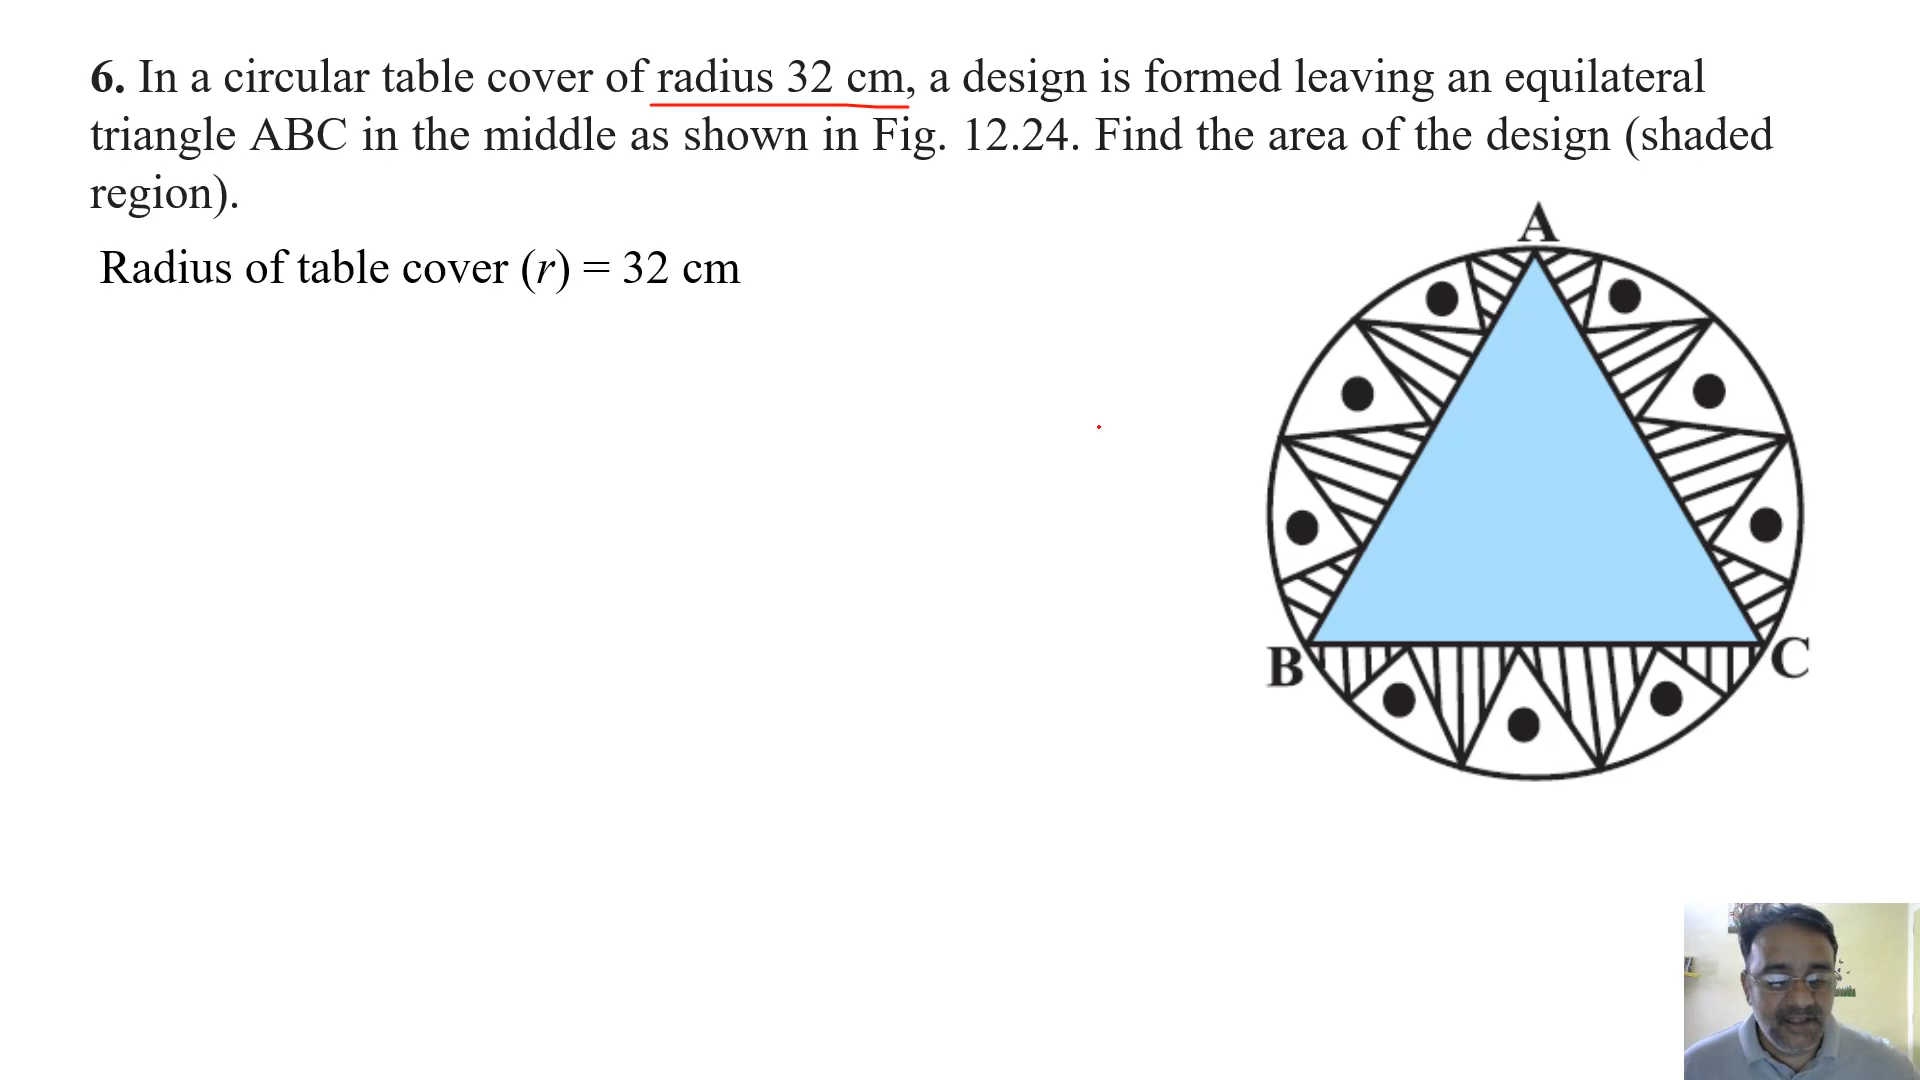 6. In a circular table cover of radius 32 cm, a design is formed leaving an equilateral
triangle ABC in the middle as shown in Fig. 12.24. Find the area of the design (shaded
region).
Radius of table cover (r) = 32 cm
A
B
C